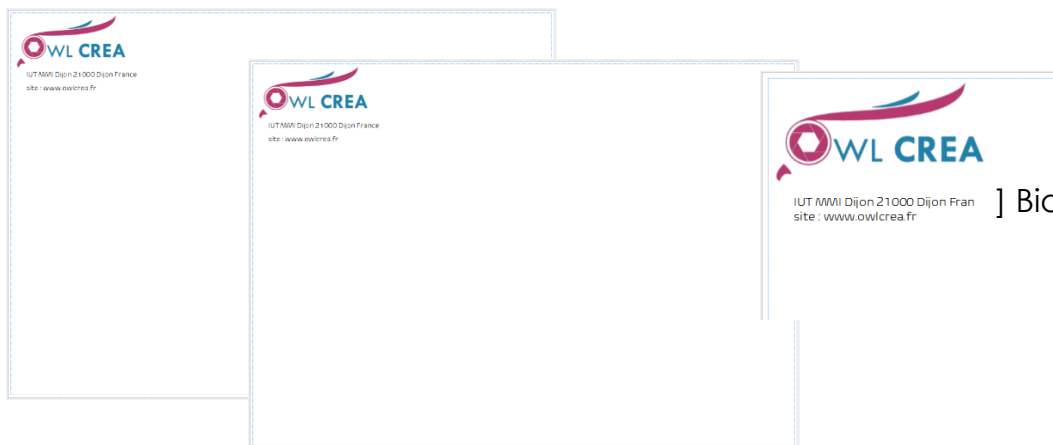 OWL CREA
IUT MMI Dijon 21000 Dijon France
site : www.owlcrea.fr
OWL CREA
IUT MMI Dijon 21000 Dijon France
site : www.owlcrea.fr
OWL CREA
IUT MMI Dijon 21000 Dijon Fran
site : www.owlcrea.fr
] Bio